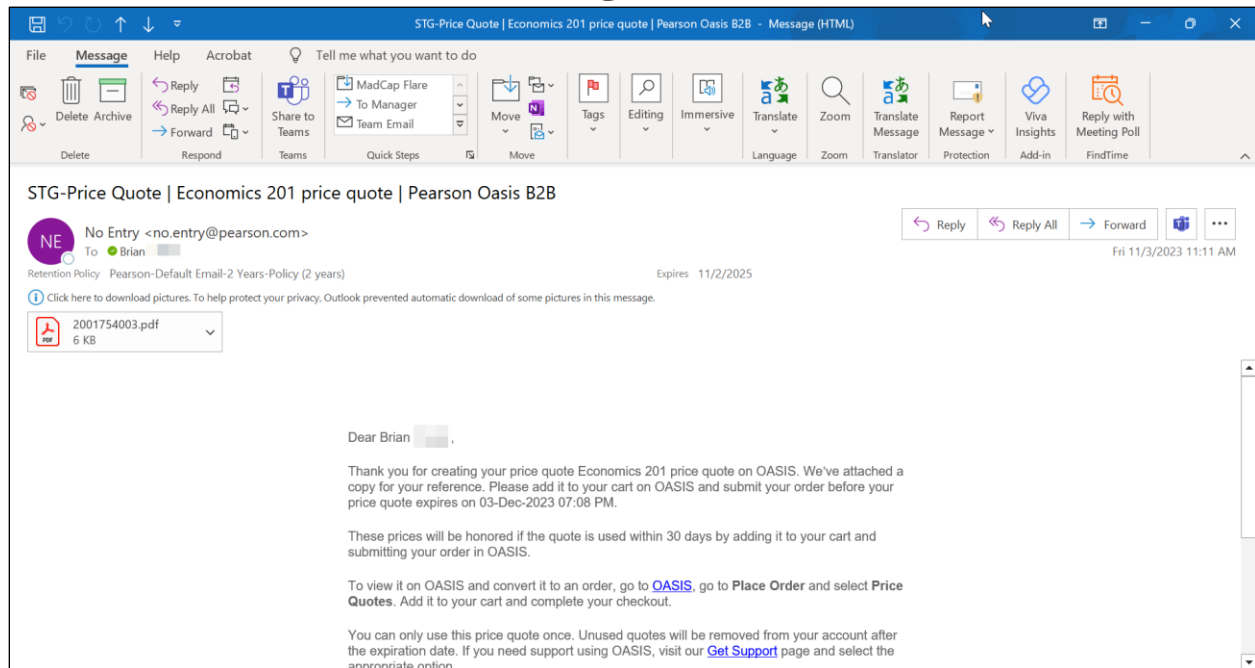 STG-Price Quote | Economics 201 price quote | Pearson Oasis B2B - Message (HTML)
File Message Help Acrobat Tell me what you want to do
Delete Archive
Reply
Reply All
Forward
Share to Teams
MadCap Flare
To Manager
Team Email
Move
Tags
Editing
Immersive
Translate
Zoom
Translate Message
Report Message
Viva Insights
Reply with Meeting Poll
Delete Respond Teams Quick Steps Move Language Zoom Translator Protection Add-in FindTime
STG-Price Quote | Economics 201 price quote | Pearson Oasis B2B
Reply Reply All Forward
NE
No Entry <no.entry@pearson.com>
To Brian
Fri 11/3/2023 11:11 AM
Retention Policy Pearson-Default Email-2 Years-Policy (2 years) Expires 11/2/2025
Click here to download pictures. To help protect your privacy, Outlook prevented automatic download of some pictures in this message.
PDF
2001754003.pdf
6 KB
Dear Brian ,
Thank you for creating your price quote Economics 201 price quote on OASIS. We've attached a
copy for your reference. Please add it to your cart on OASIS and submit your order before your
price quote expires on 03-Dec-2023 07:08 PM.
These prices will be honored if the quote is used within 30 days by adding it to your cart and
submitting your order in OASIS.
To view it on OASIS and convert it to an order, go to OASIS, go to Place Order and select Price
Quotes. Add it to your cart and complete your checkout.
You can only use this price quote once. Unused quotes will be removed from your account after
the expiration date. If you need support using OASIS, visit our Get Support page and select the
appropriate option